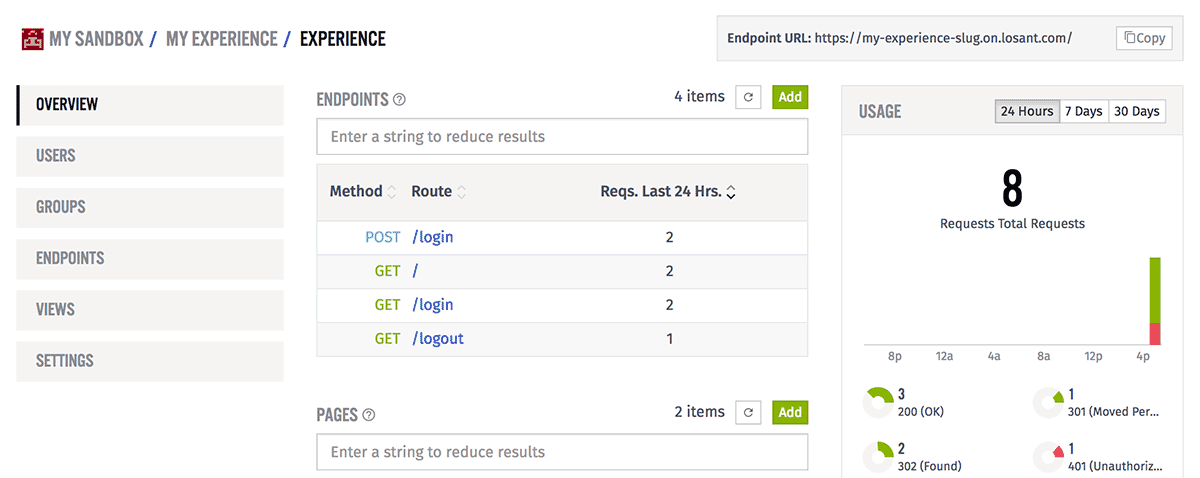 MY SANDBOX / MY EXPERIENCE / EXPERIENCE
Endpoint URL: https://my-experience-slug.on.losant.com/
Copy
OVERVIEW
USERS
GROUPS
ENDPOINTS
VIEWS
SETTINGS
ENDPOINTS ?
4 items
Add
Enter a string to reduce results
Method Route Reqs. Last 24 Hrs.
POST /login 2
GET / 2
GET /login 2
GET /logout 1
PAGES ?
2 items
Add
Enter a string to reduce results
USAGE
24 Hours 7 Days 30 Days
8
Requests Total Requests
8p 12a 4a 8a 12p 4p
3
200 (OK)
1
301 (Moved Per...
2
302 (Found)
1
401 (Unauthoriz...